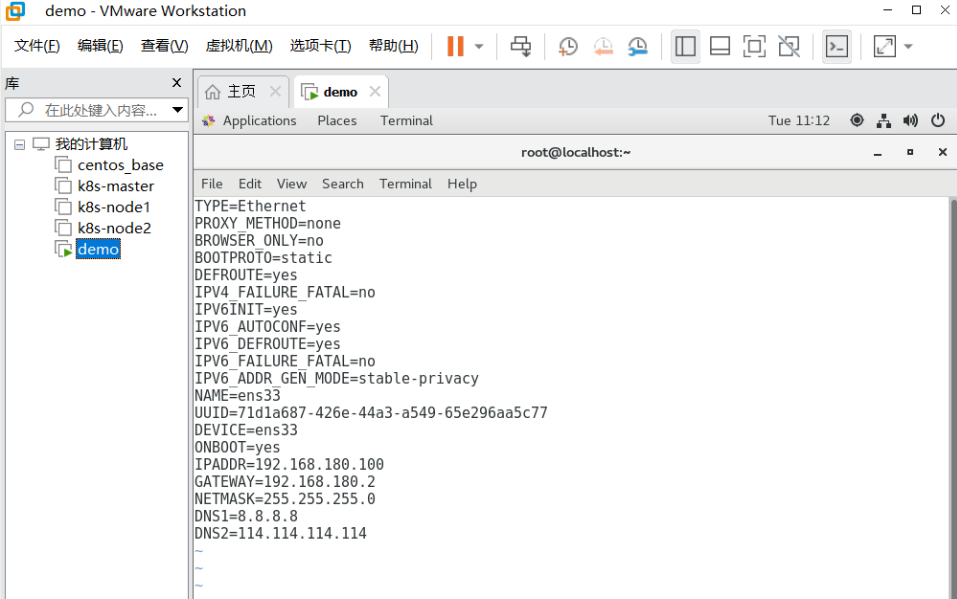 demo - VMware Workstation
文件(F) 编辑(E) 查看(V) 虚拟机(M) 选项卡(T) 帮助(H)
库
在此处键入内容...
我的计算机
centos_base
k8s-master
k8s-node1
k8s-node2
demo
主页 demo
Applications Places Terminal Tue 11:12
root@localhost:~
File Edit View Search Terminal Help
TYPE=Ethernet
PROXY_METHOD=none
BROWSER_ONLY=no
BOOTPROTO=static
DEFROUTE=yes
IPV4_FAILURE_FATAL=no
IPV6INIT=yes
IPV6_AUTOCONF=yes
IPV6_DEFROUTE=yes
IPV6_FAILURE_FATAL=no
IPV6_ADDR_GEN_MODE=stable-privacy
NAME=ens33
UUID=71d1a687-426e-44a3-a549-65e296aa5c77
DEVICE=ens33
ONBOOT=yes
IPADDR=192.168.180.100
GATEWAY=192.168.180.2
NETMASK=255.255.255.0
DNS1=8.8.8.8
DNS2=114.114.114.114
~
~
~